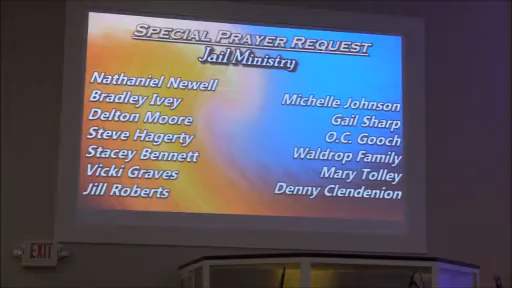 Special Prayer Request
Jail Ministry
Nathaniel Newell
Bradley Ivey
Delton Moore
Steve Hagerty
Stacey Bennett
Vicki Graves
Jill Roberts
Michelle Johnson
Gail Sharp
O.C. Gooch
Waldrop Family
Mary Tolley
Denny Clendenion
EXIT